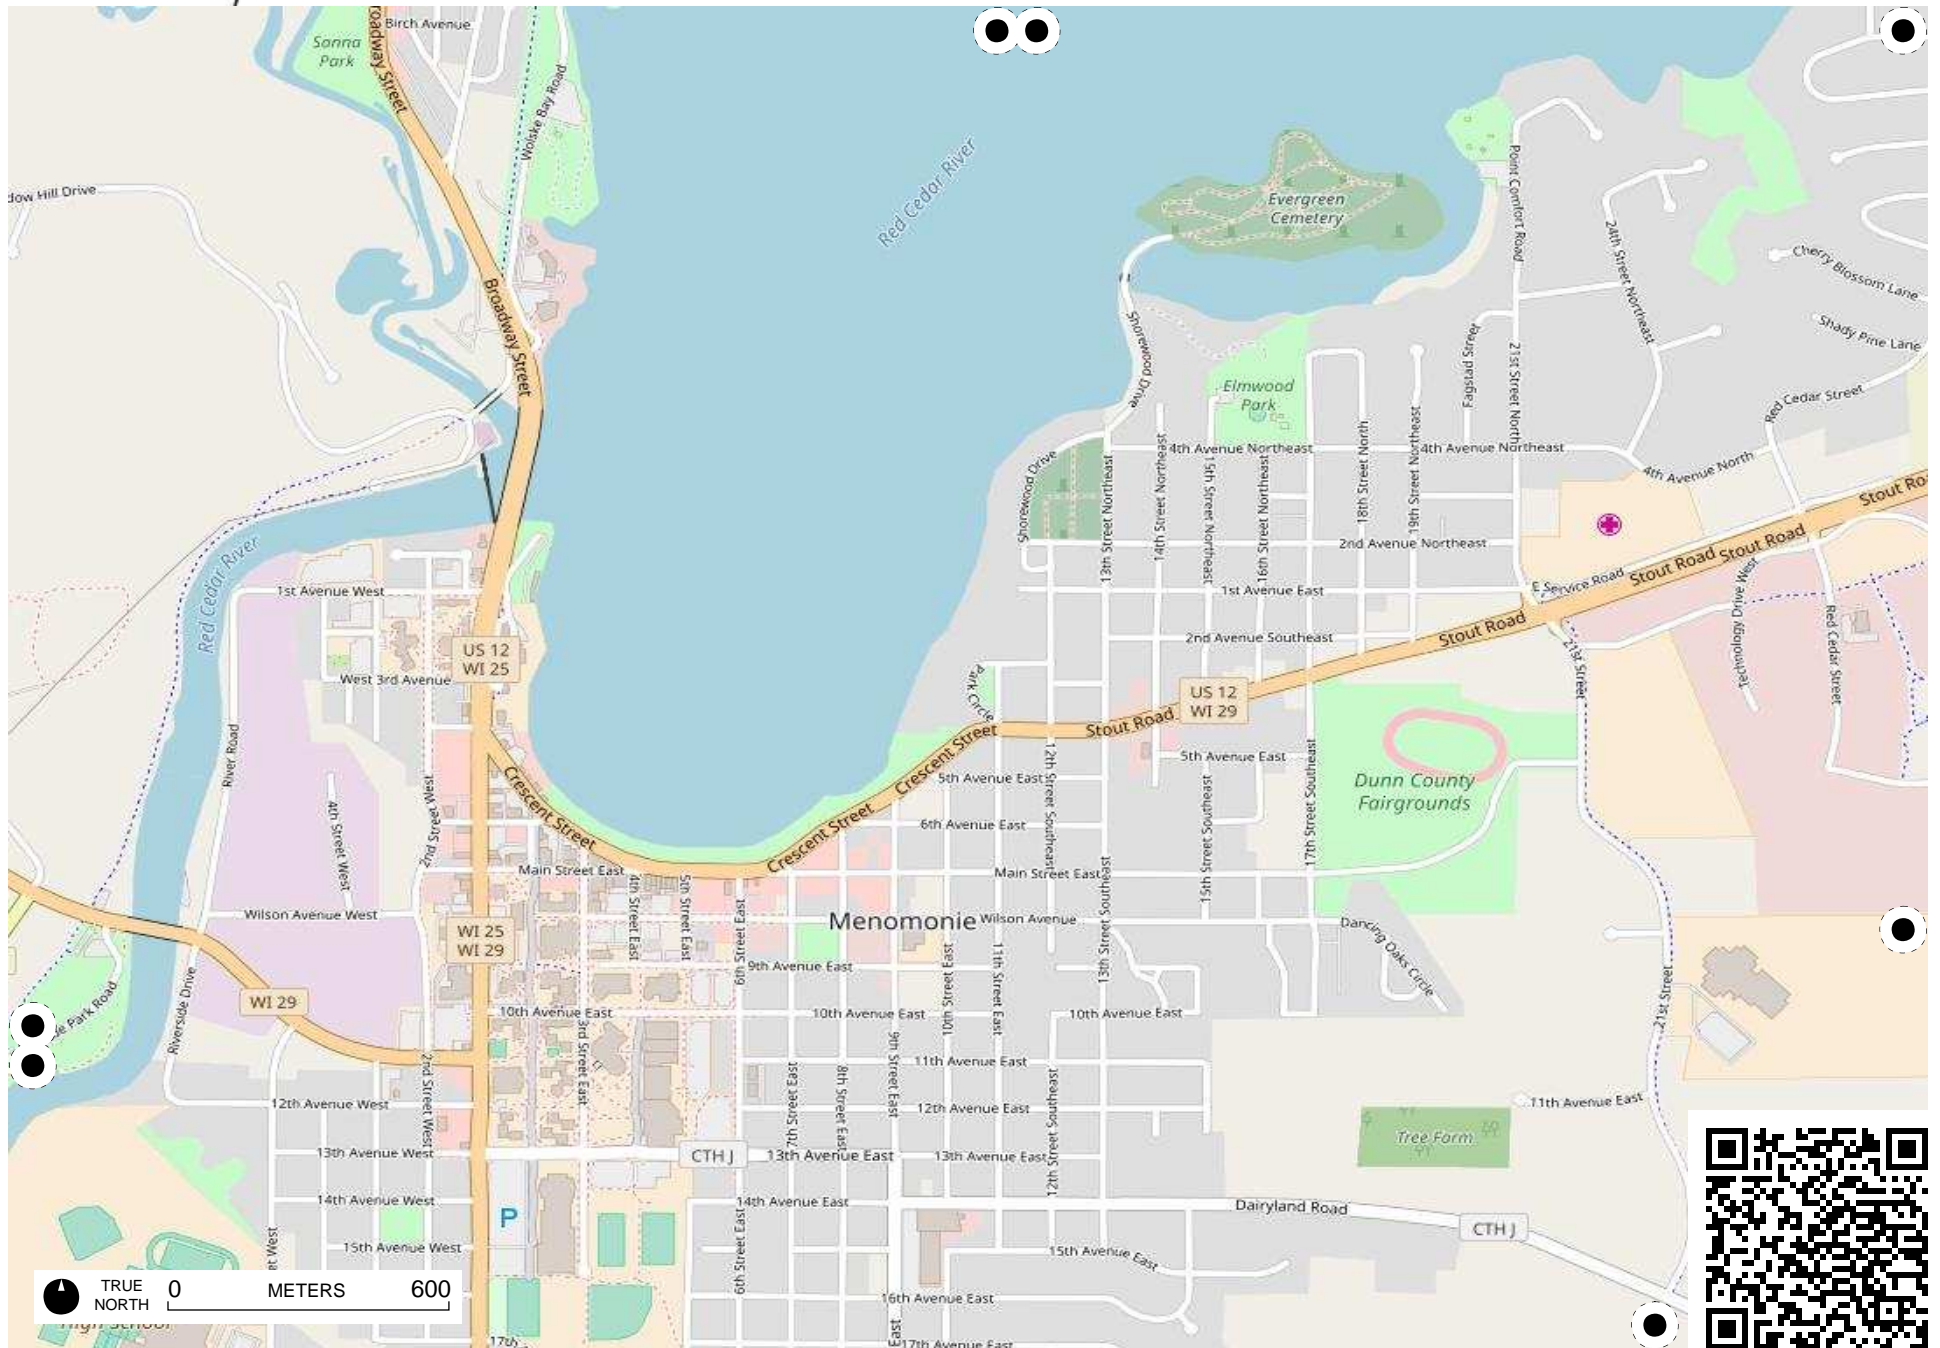 Birch Avenue
Broadway Street
Sanna
Park
Wolske Bay Road
dow Hill Drive
Red Cedar River
Evergreen
Cemetery
Point Comfort Road
24th Street Northeast
Cherry Blossom Lane
Shady Pine Lane
Broadway Street
Shorewood Drive
Fagstad Street
21st Street North
Elmwood
Park
Red Cedar Street
4th Avenue Northeast
4th Avenue Northeast
4th Avenue North
Shorewood Drive
13th Street Northeast
14th Street Northeast
15th Street Northeast
16th Street Northeast
18th Street North
19th Street Northeast
Stout Ro
Stout Road
Stout Road
2nd Avenue Northeast
Red Cedar River
E Service Road
1st Avenue West
1st Avenue East
Technology Drive West
Red Cedar Street
2nd Avenue Southeast
Stout Road
US 12
WI 25
West 3rd Avenue
Park Circle
21st Street
US 12
WI 29
Stout Road
Crescent Street
River Road
5th Avenue East
5th Avenue East
12th Street Southeast
17th Street Southeast
Dunn County
Fairgrounds
4th Street West
2nd Street West
Crescent Street
Crescent Street
6th Avenue East
15th Street Southeast
Main Street East
4th Street East
5th Street East
Main Street East
13th Street Southeast
Wilson Avenue West
Menomonie
Wilson Avenue
Dancing Oaks Circle
WI 25
WI 29
6th Street East
9th Avenue East
10th Street East
11th Street East
21st Street
Park Road
Riverside Drive
WI 29
10th Avenue East
3rd Street East
10th Avenue East
10th Avenue East
9th Street East
2nd Street West
7th Street East
8th Street East
11th Avenue East
12th Street Southeast
12th Avenue West
12th Avenue East
11th Avenue East
Tree Farm
13th Avenue West
CTH J
13th Avenue East
13th Avenue East
14th Avenue West
14th Avenue East
Dairyland Road
CTH J
P
15th Avenue West
6th Street East
15th Avenue East
et West
16th Avenue East
TRUE
NORTH
0
METERS
600
High School
17th
East
17th Avenue East